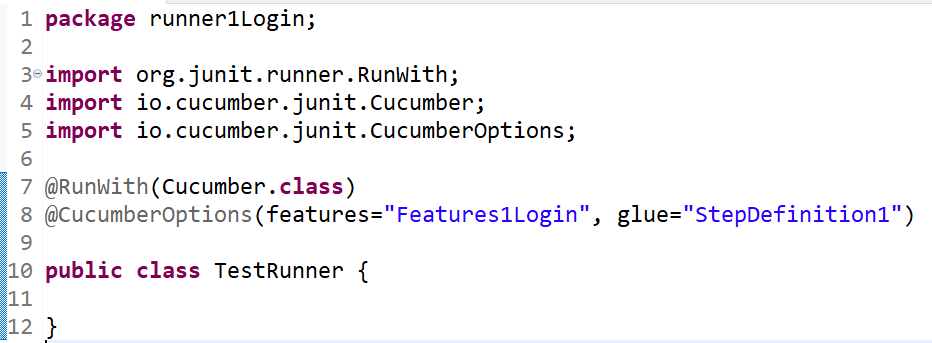 1 package runner1Login;
2
3 import org.junit.runner.RunWith;
4 import io.cucumber.junit.Cucumber;
5 import io.cucumber.junit.CucumberOptions;
6
7 @RunWith(Cucumber.class)
8 @CucumberOptions(features="Features1Login", glue="StepDefinition1")
9
10 public class TestRunner {
11
12 }